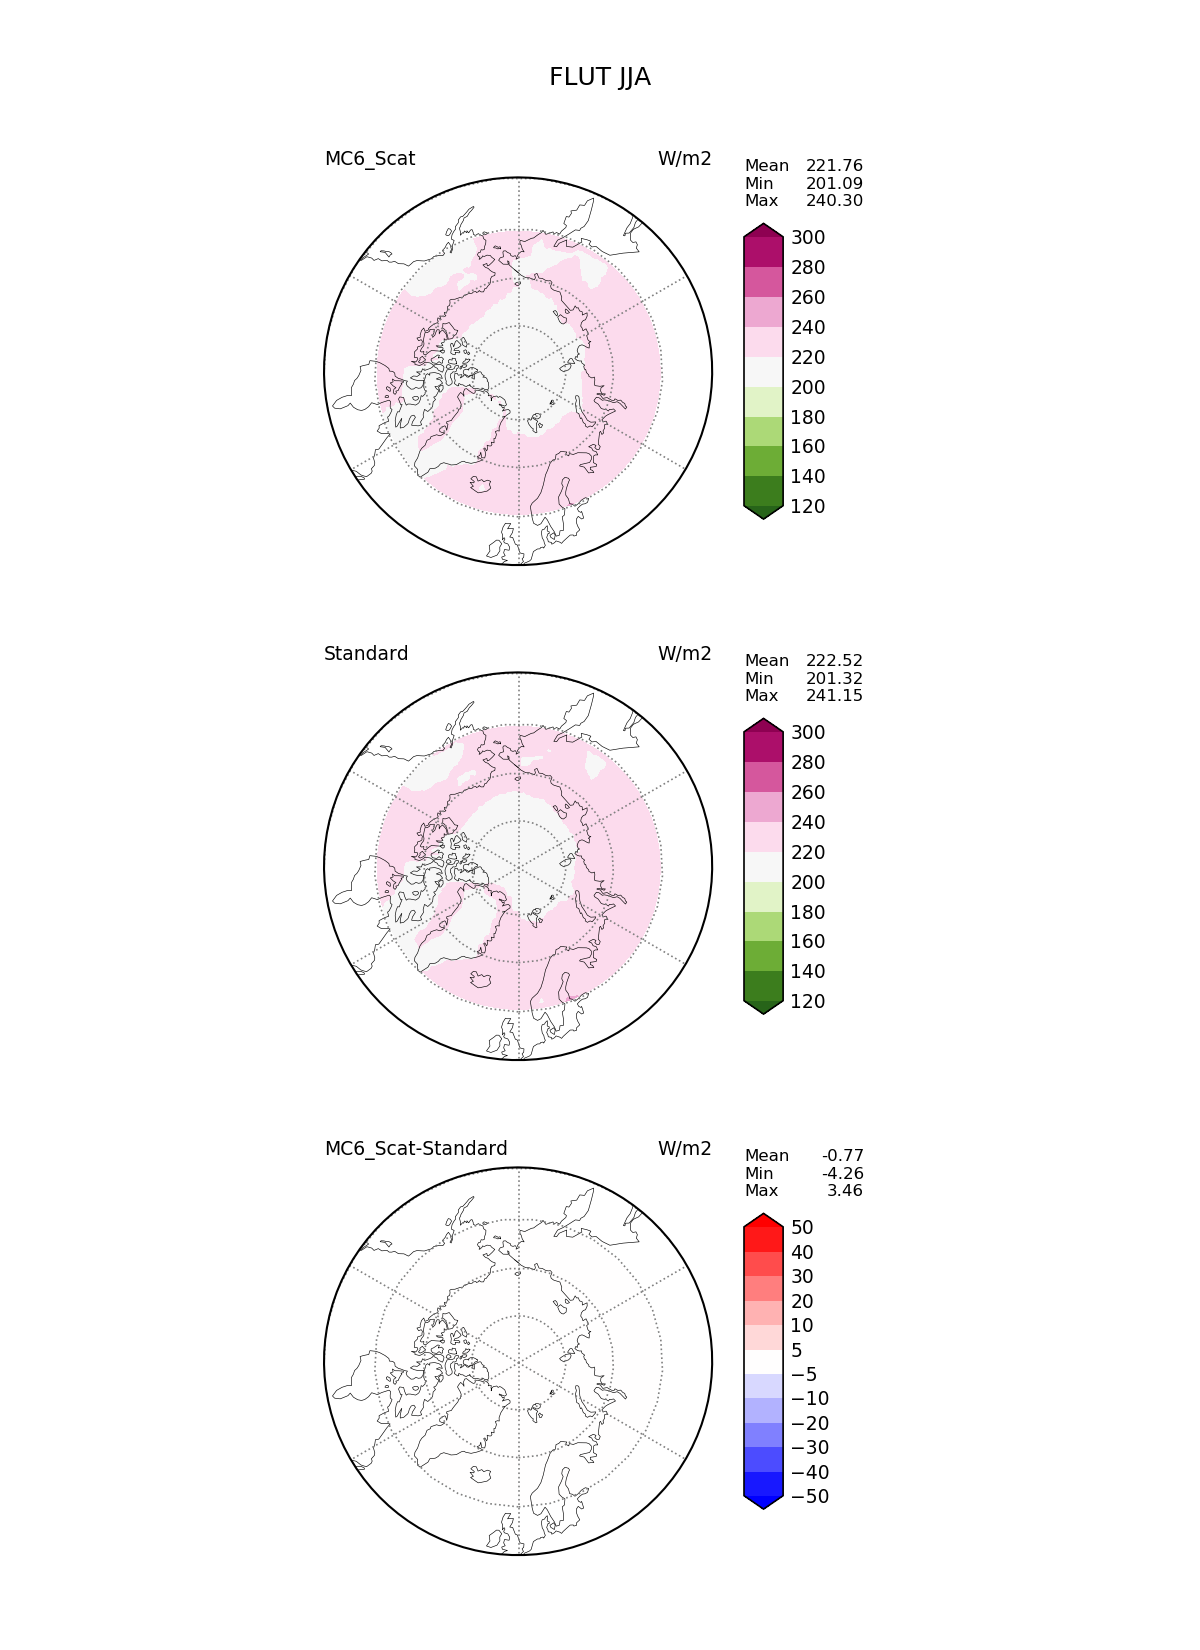 FLUT JJA
MC6_Scat W/m2
Mean 221.76
Min 201.09
Max 240.30
300
280
260
240
220
200
180
160
140
120
Standard W/m2
Mean 222.52
Min 201.32
Max 241.15
300
280
260
240
220
200
180
160
140
120
MC6_Scat-Standard W/m2
Mean -0.77
Min -4.26
Max 3.46
50
40
30
20
10
5
−5
−10
−20
−30
−40
−50